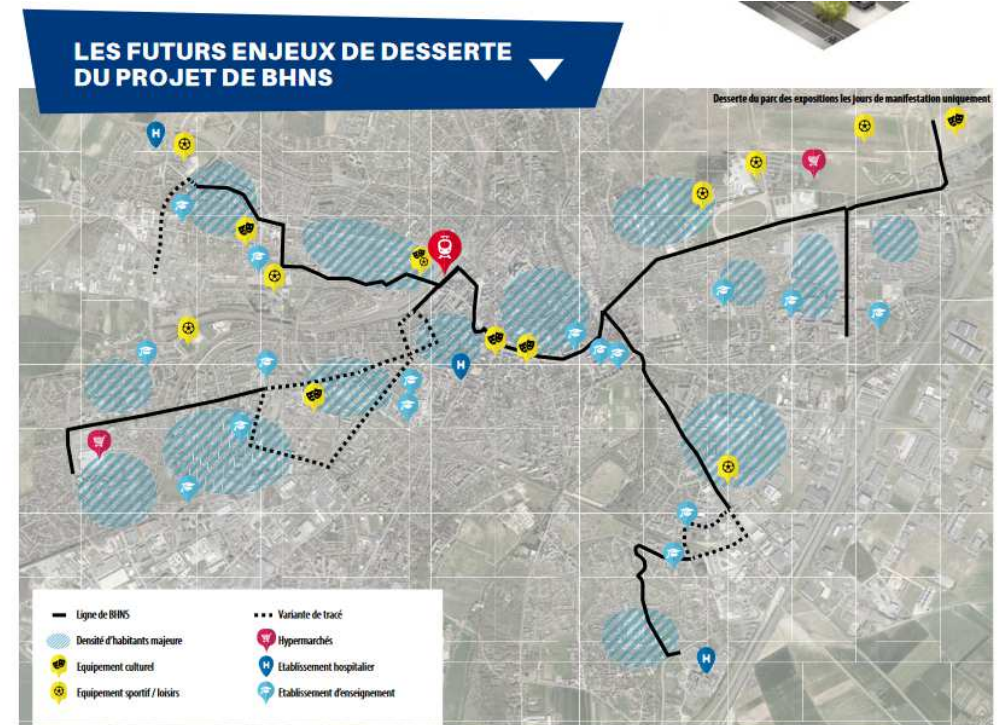 LES FUTURS ENJEUX DE DESSERTE
DU PROJET DE BHNS
Desserte du parc des expositions les jours de manifestation uniquement
H
H
H
Ligne de BHNS
Variante de tracé
Densité d'habitants majeure
Hypermarchés
Equipement culturel
H
Etablissement hospitalier
Equipement sportif / loisirs
Etablissement d'enseignement